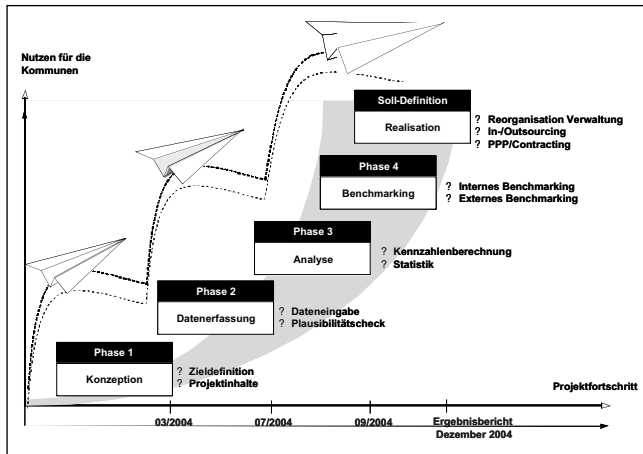 Nutzen für die
Kommunen
Soll-Definition
Realisation
? Reorganisation Verwaltung
? In-/Outsourcing
? PPP/Contracting
Phase 4
Benchmarking
? Internes Benchmarking
? Externes Benchmarking
Phase 3
Analyse
? Kennzahlenberechnung
? Statistik
Phase 2
Datenerfassung
? Dateneingabe
? Plausibilitätscheck
Phase 1
Konzeption
? Zieldefinition
? Projektinhalte
Projektfortschritt
03/2004
07/2004
09/2004
Ergebnisbericht
Dezember 2004